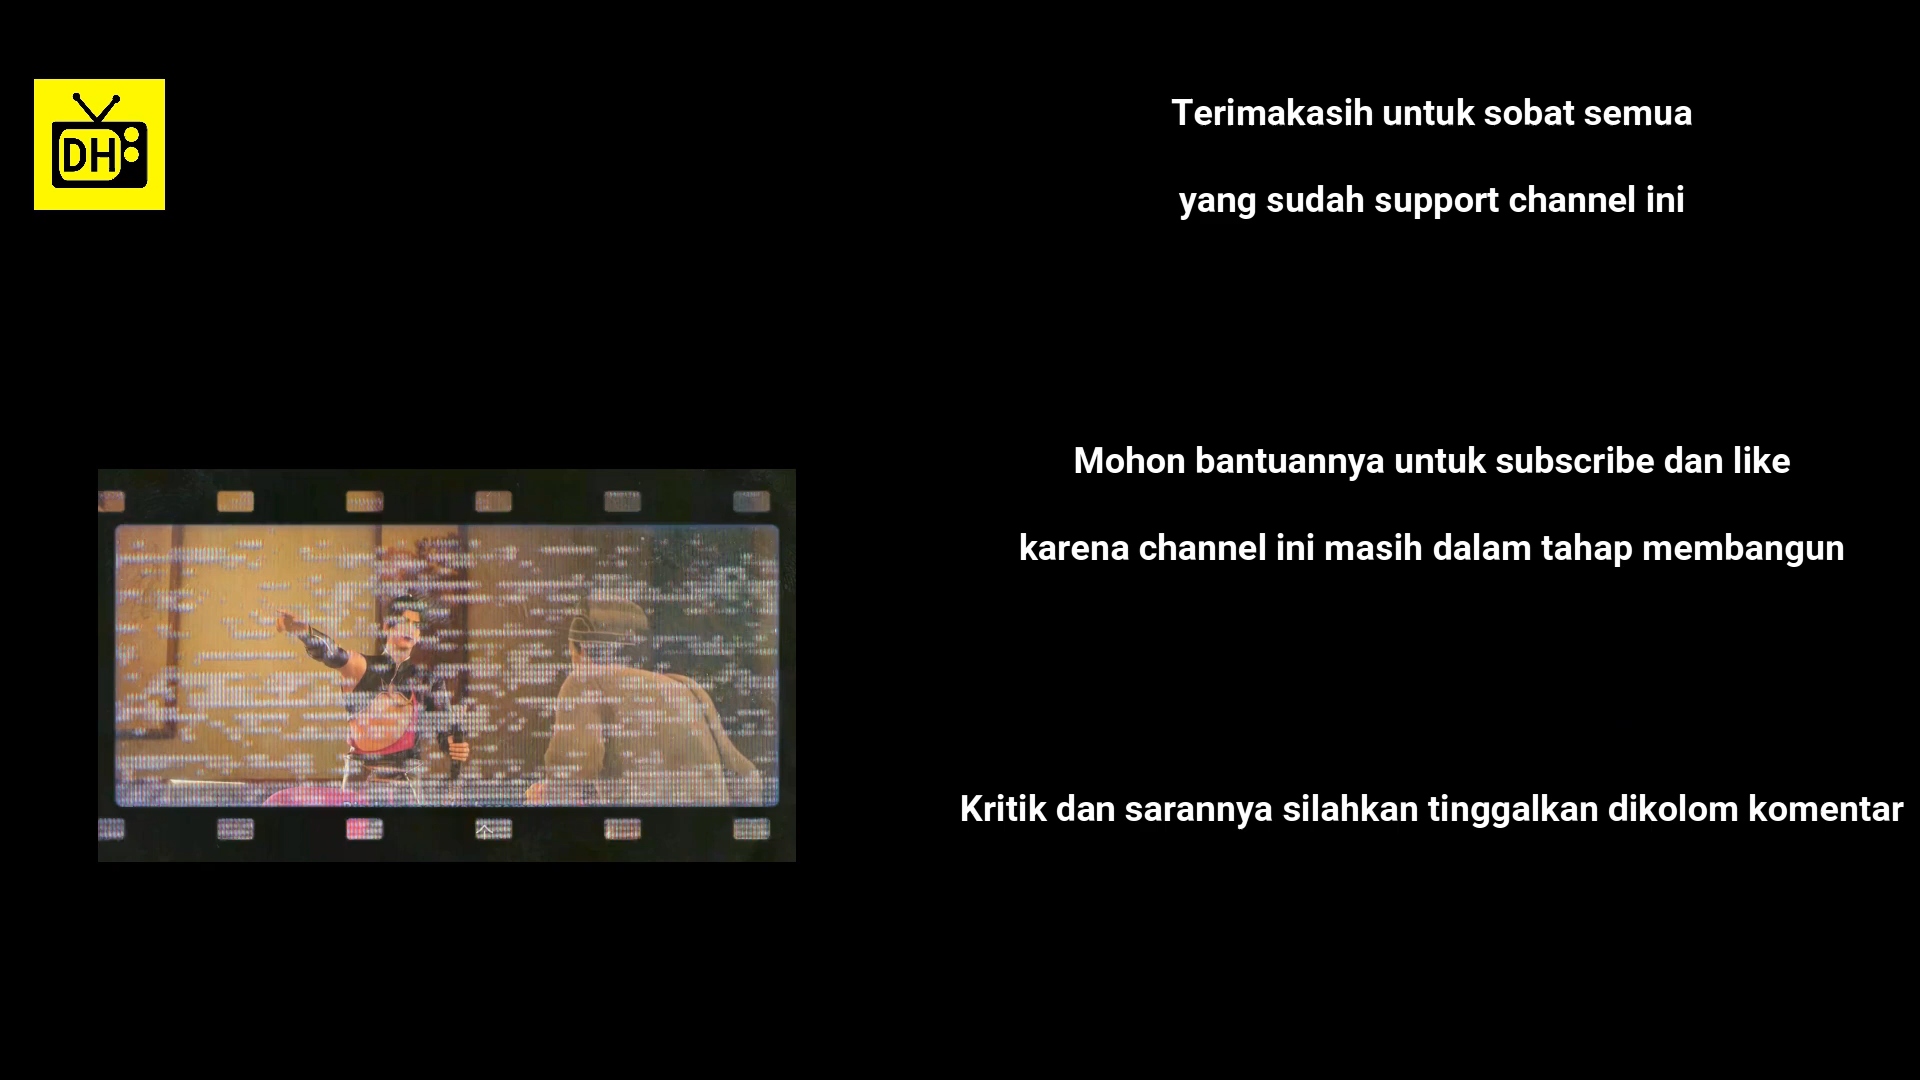 DH
Terimakasih untuk sobat semua
yang sudah support channel ini
Mohon bantuannya untuk subscribe dan like
karena channel ini masih dalam tahap membangun
Kritik dan sarannya silahkan tinggalkan dikolom komentar